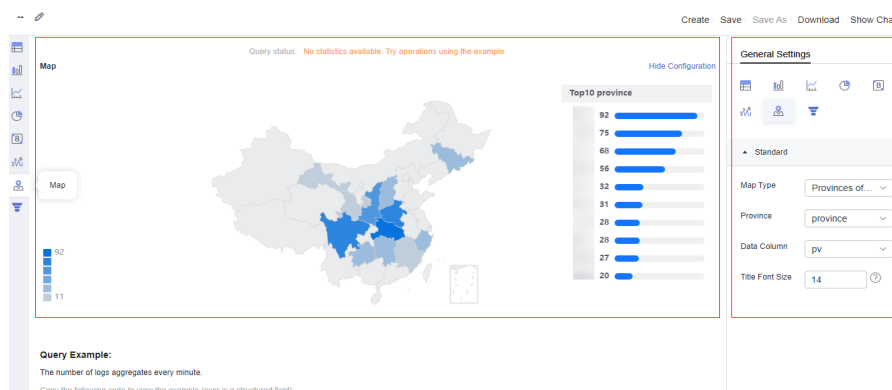 --
Create Save Save As Download Show Cha
Query status: No statistics available. Try operations using the example.
General Settings
Map
Hide Configuration
Top10 province
92
75
68
56
32
31
28
28
27
20
Map
92
11
Standard
Map Type Provinces of...
Province province
Data Column pv
Title Font Size 14 ?
Query Example:
The number of logs aggregates every minute.